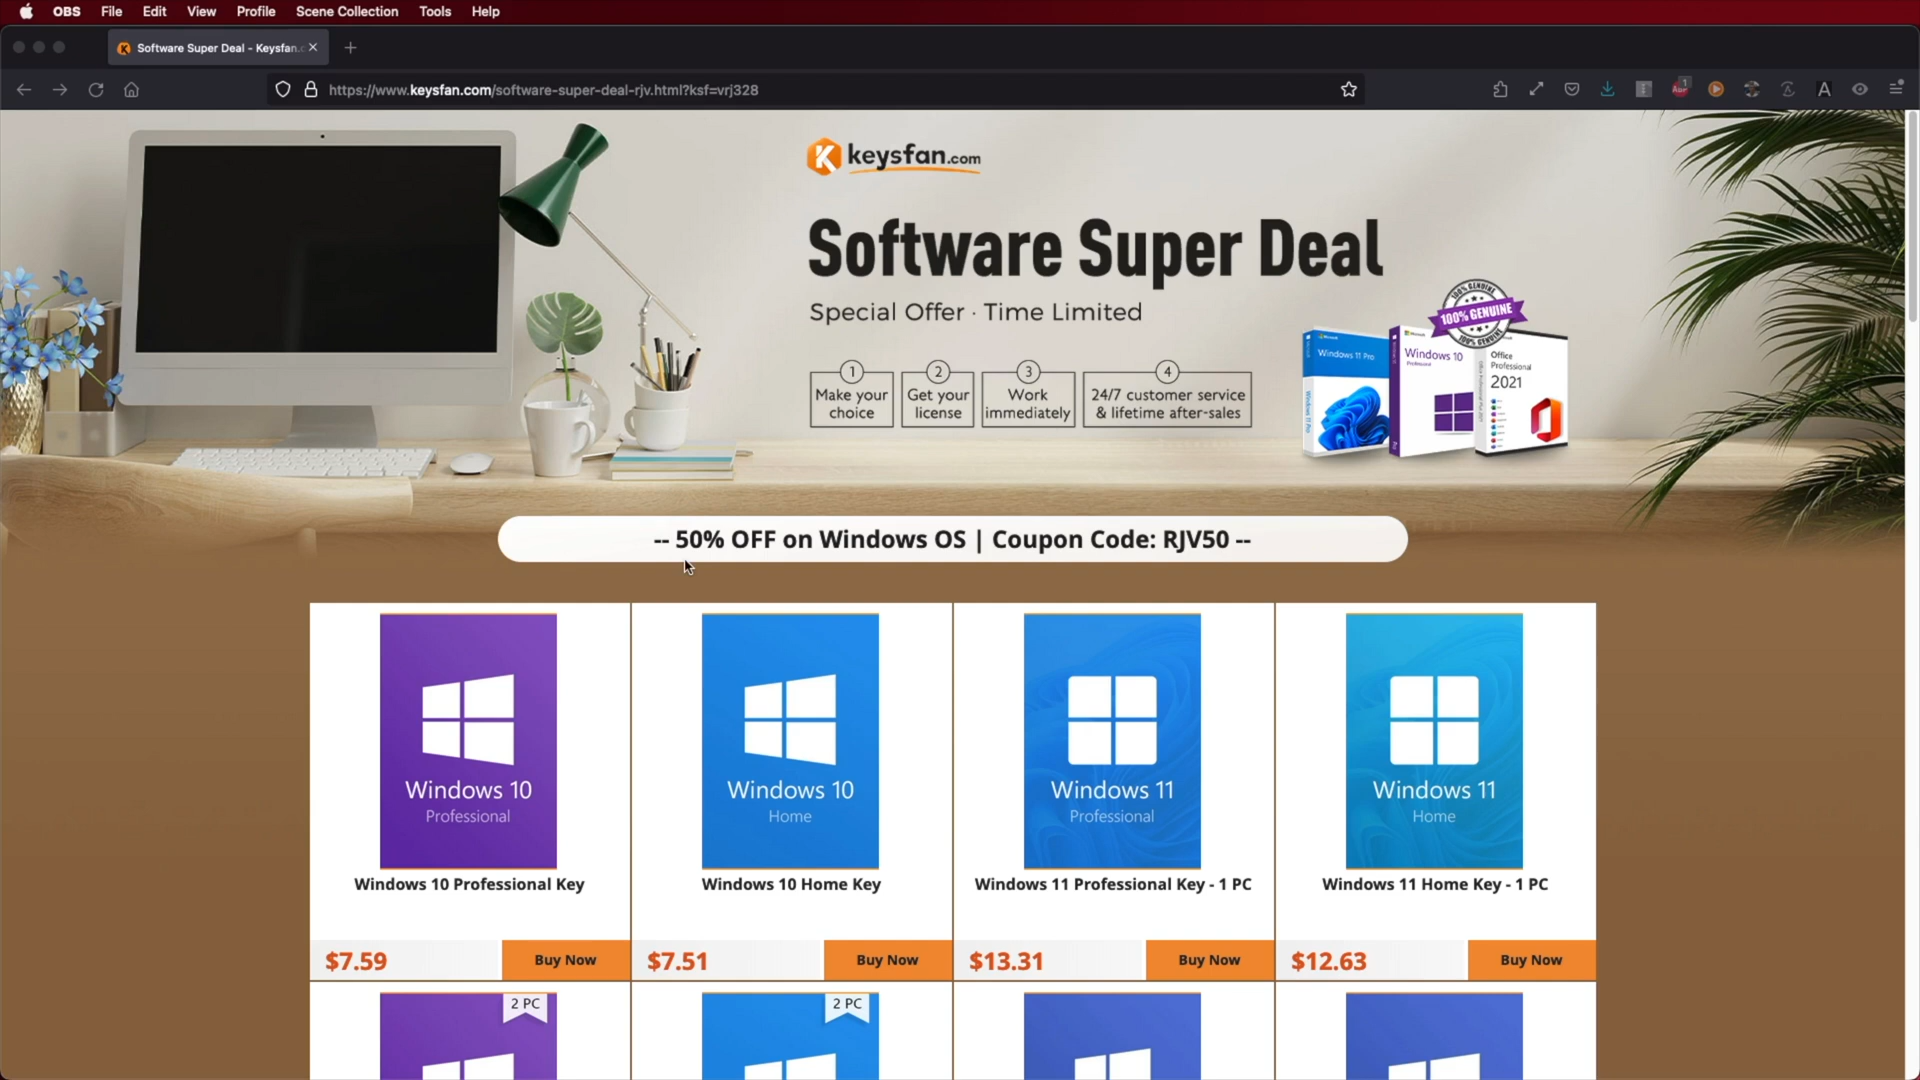 OBS File Edit View Profile Scene Collection Tools Help
Software Super Deal - Keysfan.c
https://www.keysfan.com/software-super-deal-rjv.html?ksf=vrj328
1
A
K keysfan.com
Software Super Deal
Special Offer · Time Limited
1 2 3 4
Make your choice
Get your license
Work immediately
24/7 customer service & lifetime after-sales
100% GENUINE
100% GENUINE
100% GENUINE
Windows 11 Pro
Windows 10
Office
Professional
2021
-- 50% OFF on Windows OS | Coupon Code: RJV50 --
Windows 10
Professional
Windows 10 Professional Key
$7.59 Buy Now
Windows 10
Home
Windows 10 Home Key
$7.51 Buy Now
Windows 11
Professional
Windows 11 Professional Key - 1 PC
$13.31 Buy Now
Windows 11
Home
Windows 11 Home Key - 1 PC
$12.63 Buy Now
2 PC
2 PC